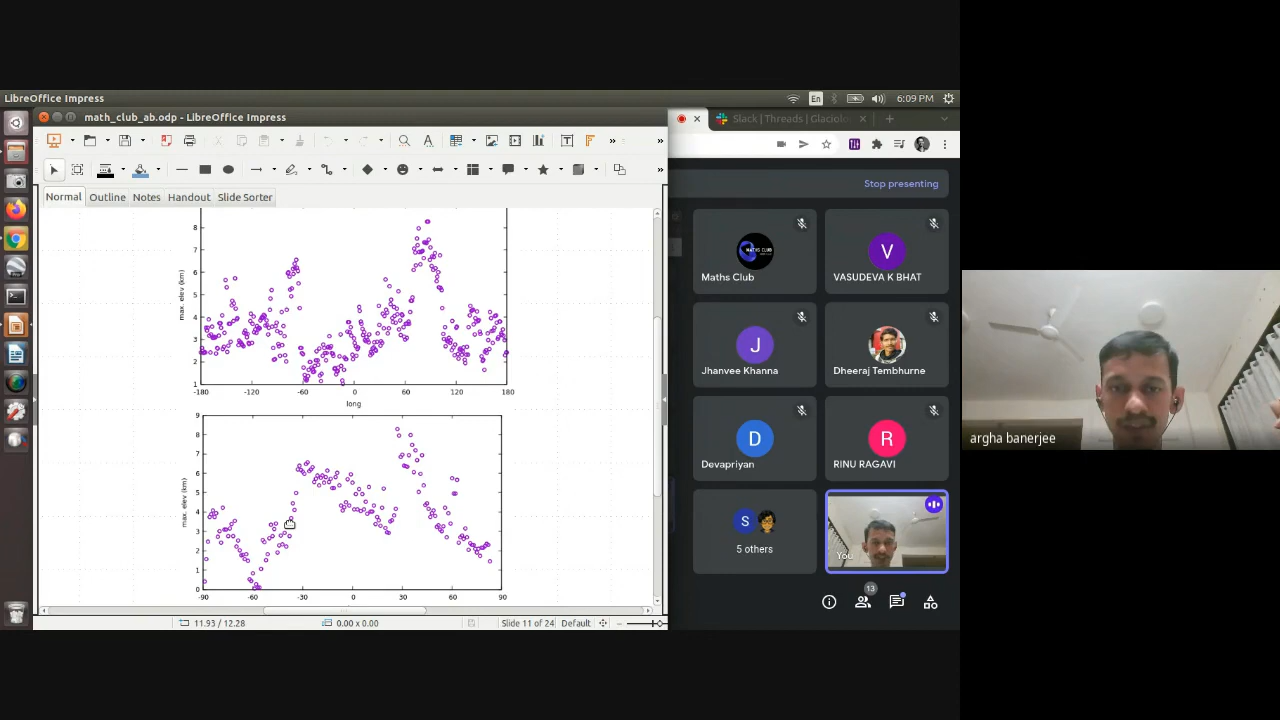 LibreOffice Impress
En
6:09 PM
math_club_ab.odp - LibreOffice Impress
Slack | Threads | Glaciolo
Normal
Outline
Notes
Handout
Slide Sorter
Stop presenting
8
7
6
5
4
3
2
1
max. elev (km)
-180
-120
-60
0
60
120
180
long
9
8
7
6
5
4
3
2
1
0
max. elev (km)
-90
-60
-30
0
30
60
90
MATHS CLUB
Maths Club
V
VASUDEVA K BHAT
J
Jhanvee Khanna
Dheeraj Tembhurne
D
Devapriyan
R
RINU RAGAVI
S
5 others
You
13
11.93 / 12.28
0.00 x 0.00
Slide 11 of 24
Default
argha banerjee